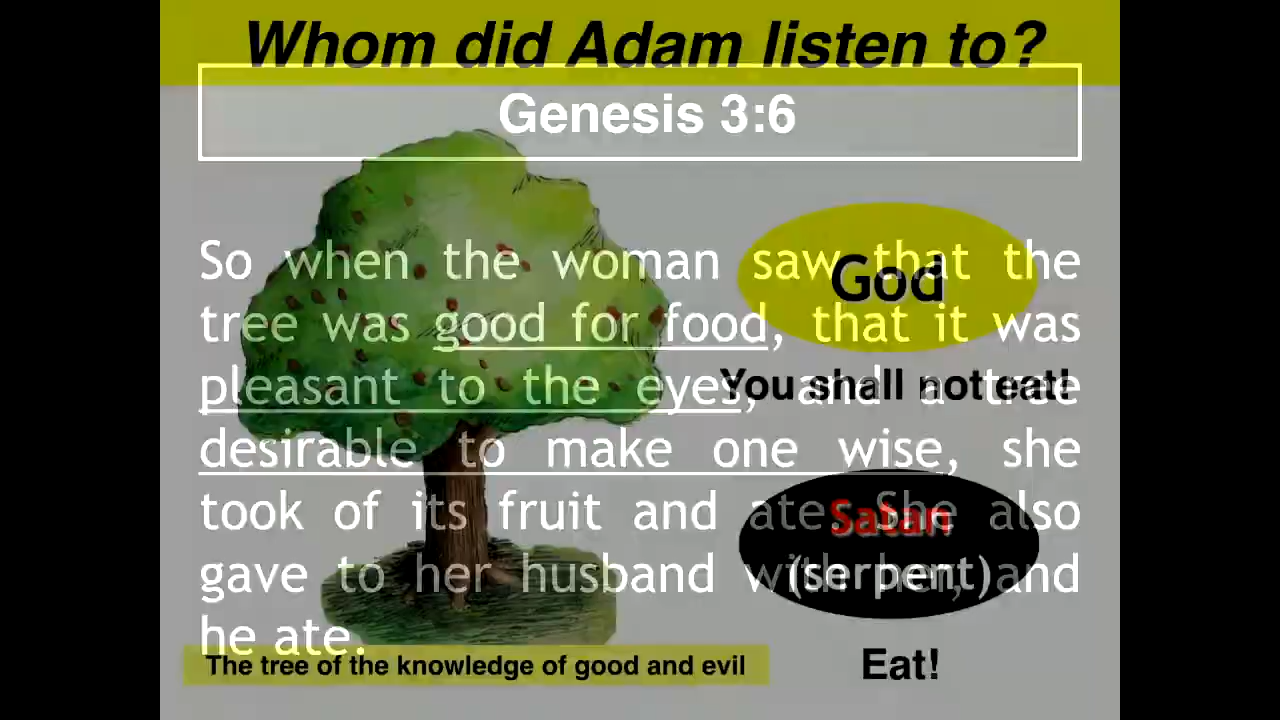 Whom did Adam listen to?
Genesis 3:6
So when the woman saw that the
tree was good for food, that it was
pleasant to the eyes, and a tree
desirable to make one wise, she
took of its fruit and ate. She also
gave to her husband with her, and
he ate.
God
You shall not eat!
Satan
(serpent)
Eat!
The tree of the knowledge of good and evil